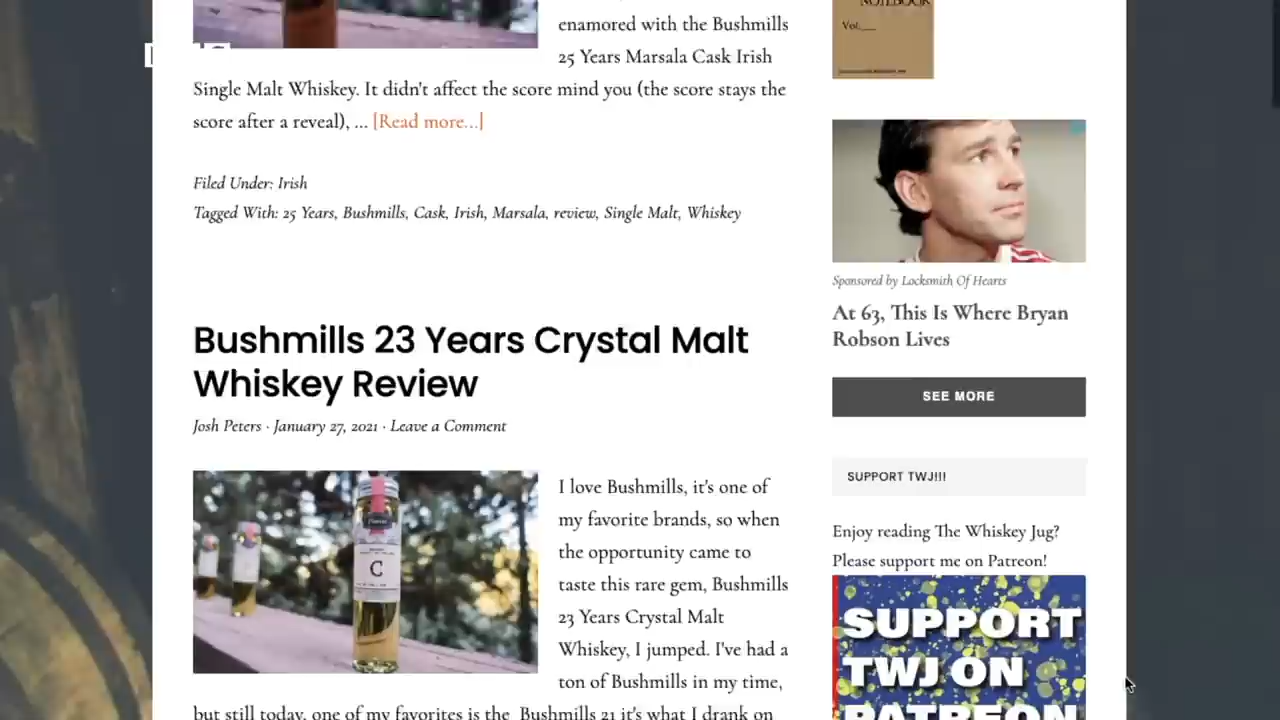 enamored with the Bushmills
25 Years Marsala Cask Irish
Single Malt Whiskey. It didn't affect the score mind you (the score stays the
score after a reveal), ... [Read more...]
Filed Under: Irish
Tagged With: 25 Years, Bushmills, Cask, Irish, Marsala, review, Single Malt, Whiskey
Bushmills 23 Years Crystal Malt
Whiskey Review
Josh Peters · January 27, 2021 · Leave a Comment
C
I love Bushmills, it's one of
my favorite brands, so when
the opportunity came to
taste this rare gem, Bushmills
23 Years Crystal Malt
Whiskey, I jumped. I've had a
ton of Bushmills in my time,
but still today, one of my favorites is the Bushmills 21 it's what I drank on
NOTEBOOK
Vol.
Sponsored by Locksmith Of Hearts
At 63, This Is Where Bryan
Robson Lives
SEE MORE
SUPPORT TWJ!!!
Enjoy reading The Whiskey Jug?
Please support me on Patreon!
SUPPORT
TWJ ON
PATREON